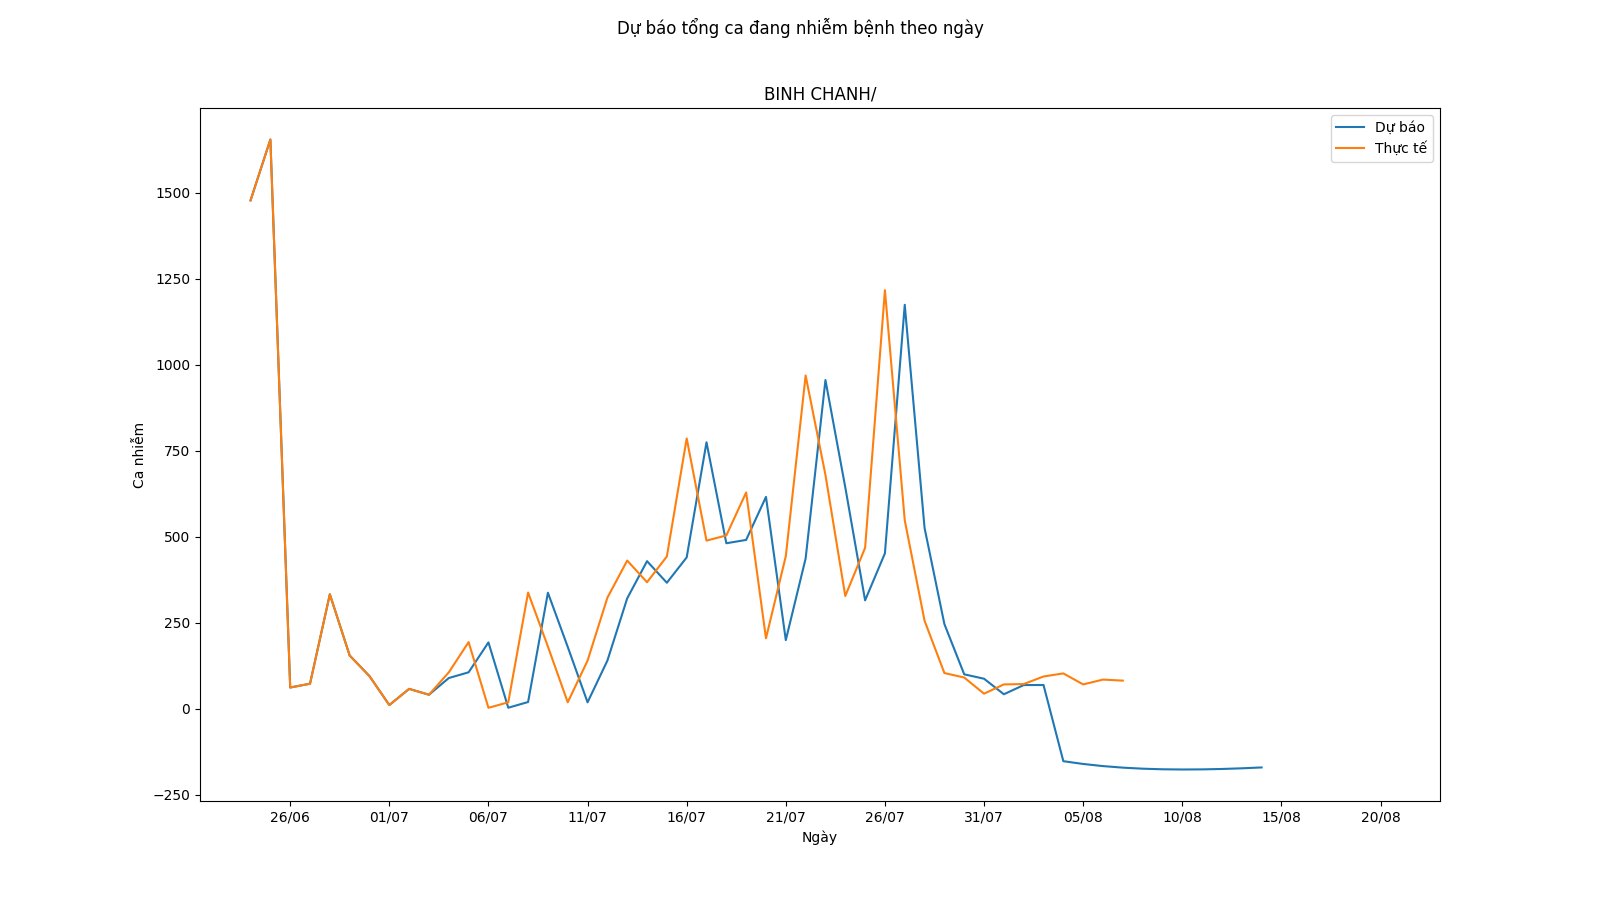 Dự báo tổng ca đang nhiễm bệnh theo ngày
BINH CHANH/
Dự báo
Thực tế
1500
1250
1000
750
500
250
0
−250
Ca nhiễm
26/06 01/07 06/07 11/07 16/07 21/07 26/07 31/07 05/08 10/08 15/08 20/08
Ngày